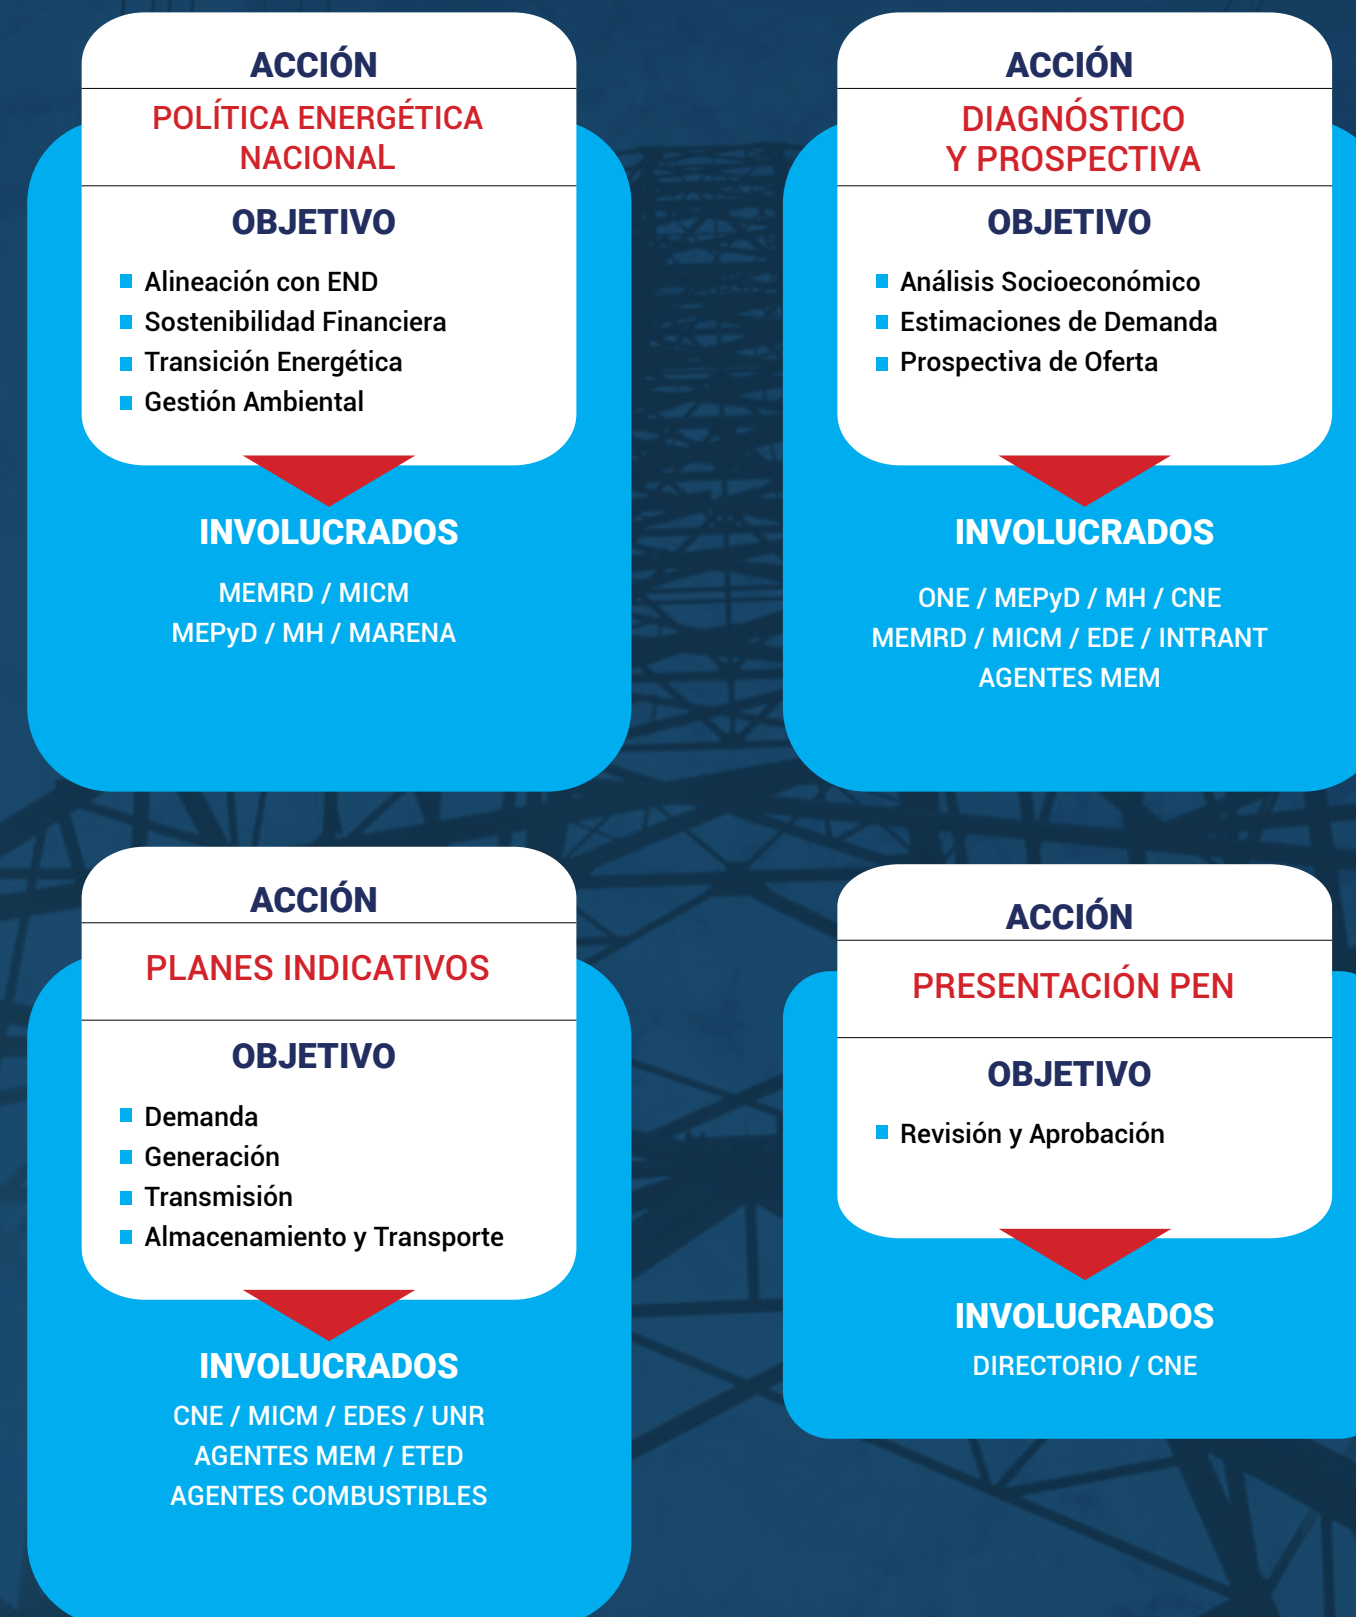 ACCIÓN
POLÍTICA ENERGÉTICA
NACIONAL
OBJETIVO
Alineación con END
Sostenibilidad Financiera
Transición Energética
Gestión Ambiental
INVOLUCRADOS
MEMRD / MICM
MEPyD / MH / MARENA
ACCIÓN
DIAGNÓSTICO
Y PROSPECTIVA
OBJETIVO
Análisis Socioeconómico
Estimaciones de Demanda
Prospectiva de Oferta
INVOLUCRADOS
ONE / MEPyD / MH / CNE
MEMRD / MICM / EDE / INTRANT
AGENTES MEM
ACCIÓN
PLANES INDICATIVOS
OBJETIVO
Demanda
Generación
Transmisión
Almacenamiento y Transporte
INVOLUCRADOS
CNE / MICM / EDES / UNR
AGENTES MEM / ETED
AGENTES COMBUSTIBLES
ACCIÓN
PRESENTACIÓN PEN
OBJETIVO
Revisión y Aprobación
INVOLUCRADOS
DIRECTORIO / CNE